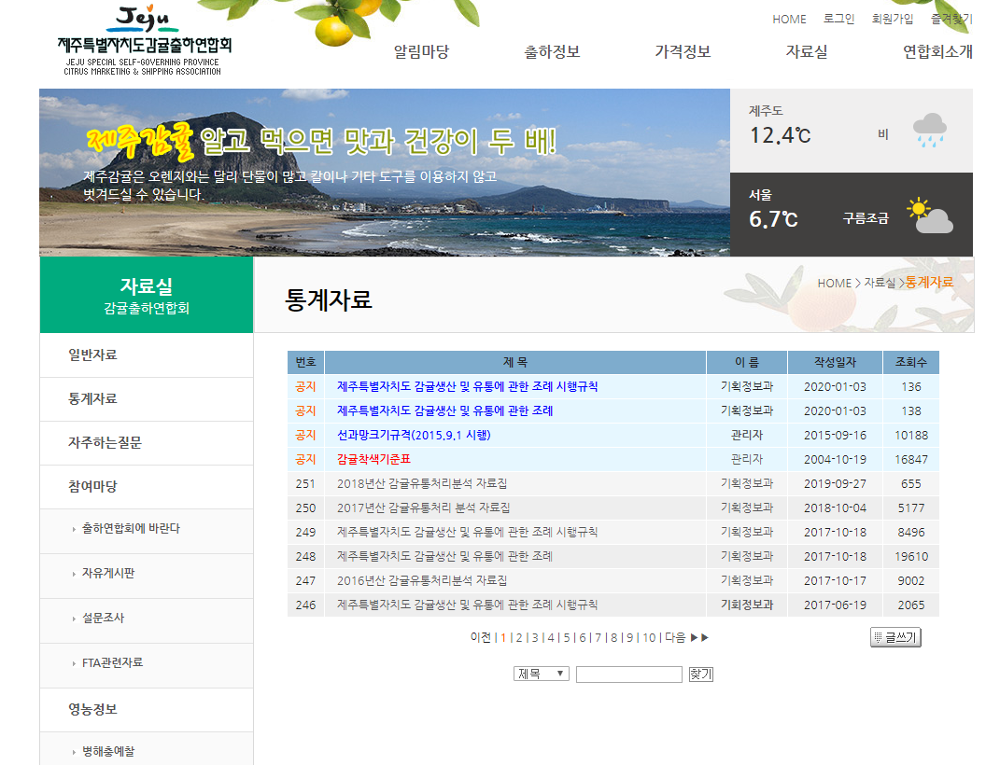 Jeju
제주특별자치도감귤출하연합회
JEJU SPECIAL SELF-GOVERNING PROVINCE
CITRUS MARKETING & SHIPPING ASSOCIATION
HOME 로그인 회원가입 즐겨찾기
알림마당 출하정보 가격정보 자료실 연합회소개
제주감귤 알고 먹으면 맛과 건강이 두 배!
제주감귤은 오렌지와는 달리 단물이 많고 칼이나 기타 도구를 이용하지 않고
벗겨드실 수 있습니다.
제주도
12.4℃ 비
서울
6.7℃ 구름조금
자료실
감귤출하연합회
일반자료
통계자료
자주하는질문
참여마당
출하연합회에 바란다
자유게시판
설문조사
FTA관련자료
영농정보
병해충예찰
통계자료
HOME > 자료실 >통계자료
번호 제 목 이 름 작성일자 조회수
공지 제주특별자치도 감귤생산 및 유통에 관한 조례 시행규칙 기획정보과 2020-01-03 136
공지 제주특별자치도 감귤생산 및 유통에 관한 조례 기획정보과 2020-01-03 138
공지 선과망크기규격(2015.9.1 시행) 관리자 2015-09-16 10188
공지 감귤착색기준표 관리자 2004-10-19 16847
251 2018년산 감귤유통처리분석 자료집 기획정보과 2019-09-27 655
250 2017년산 감귤유통처리 분석 자료집 기획정보과 2018-10-04 5177
249 제주특별자치도 감귤생산 및 유통에 관한 조례 시행규칙 기획정보과 2017-10-18 8496
248 제주특별자치도 감귤생산 및 유통에 관한 조례 기획정보과 2017-10-18 19610
247 2016년산 감귤유통처리분석 자료집 기획정보과 2017-10-17 9002
246 제주특별자치도 감귤생산 및 유통에 관한 조례 시행규칙 기회정보과 2017-06-19 2065
이전 | 1 | 2 | 3 | 4 | 5 | 6 | 7 | 8 | 9 | 10 | 다음 ▶▶
글쓰기
제목 ▼ 찾기